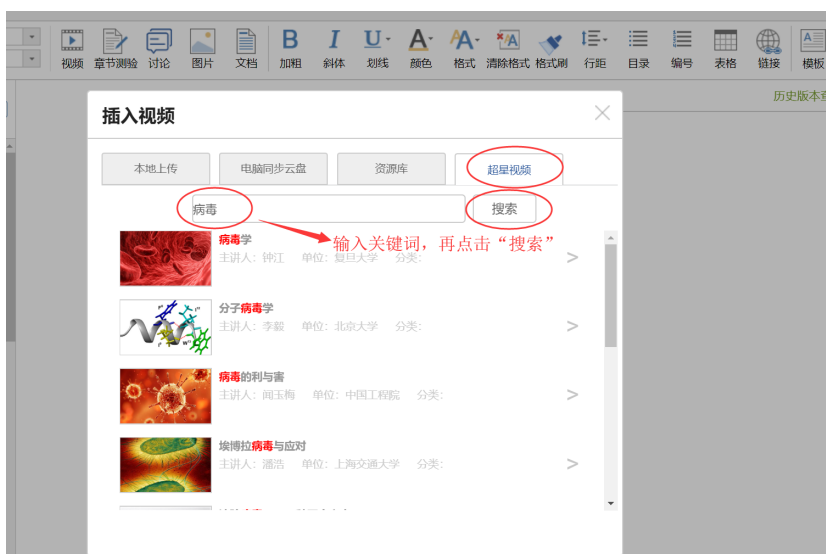 视频 章节测验 讨论 图片 文档 加粗 斜体 划线 颜色 格式 清除格式 格式刷 行距 目录 编号 表格 链接 模板
历史版本
插入视频
本地上传 电脑同步云盘 资源库 超星视频
病毒 搜索
病毒学
输入关键词，再点击“搜索”
主讲人：钟江 单位：复旦大学 分类：
分子病毒学
主讲人：李毅 单位：北京大学 分类：
病毒的利与害
主讲人：闻玉梅 单位：中国工程院 分类：
埃博拉病毒与应对
主讲人：潘浩 单位：上海交通大学 分类：